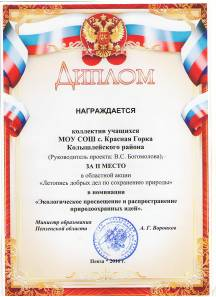 ДИПЛОМ
НАГРАЖДАЕТСЯ
коллектив учащихся
МОУ СОШ с. Красная Горка
Колышлейского района
(Руководитель проекта: В.С. Богомолова),
ЗА II МЕСТО
в областной акции
«Летопись добрых дел по сохранению природы»
в номинации
«Экологическое просвещение и распространение
природоохранных идей».
Министр образования
Пензенской области
А. Г. Воронков
Пенза